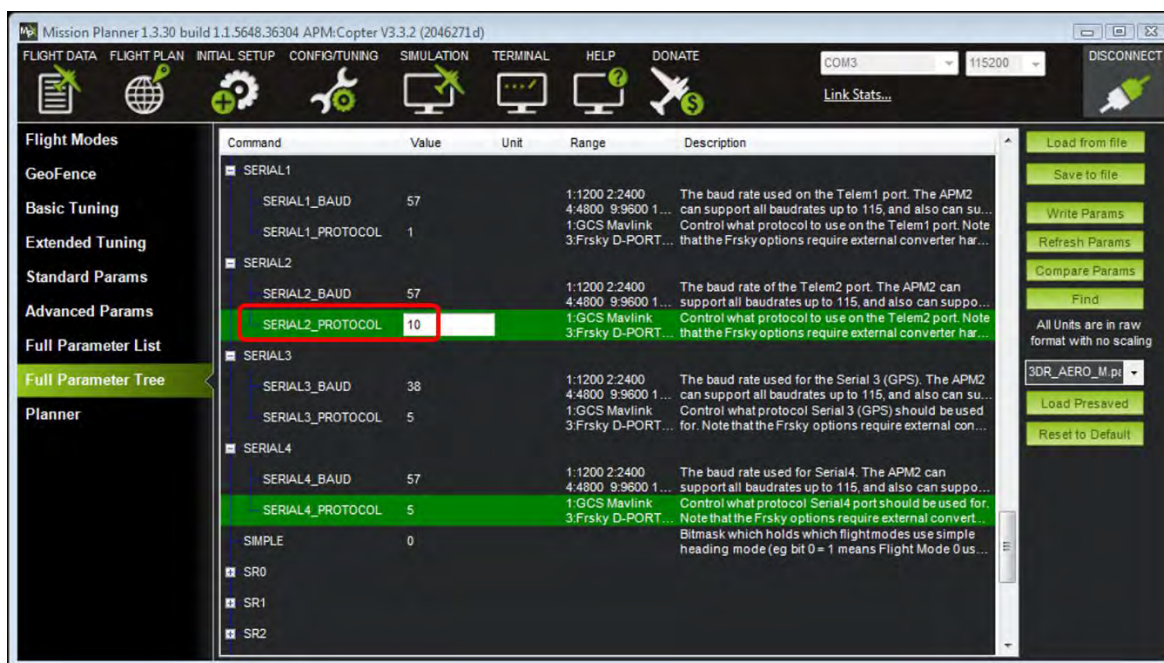 Mission Planner 1.3.30 build 1.1.5648.36304 APM:Copter V3.3.2 (2046271d)
FLIGHT DATA FLIGHT PLAN INITIAL SETUP CONFIG/TUNING SIMULATION TERMINAL HELP DONATE
COM3 115200 DISCONNECT
Link Stats...
Flight Modes
GeoFence
Basic Tuning
Extended Tuning
Standard Params
Advanced Params
Full Parameter List
Full Parameter Tree
Planner
Command Value Unit Range Description
SERIAL1
SERIAL1_BAUD 57 1:1200 2:2400 The baud rate used on the Telem1 port. The APM2
4:4800 9:9600 1... can support all baudrates up to 115, and also can su...
SERIAL1_PROTOCOL 1 1:GCS Mavlink Control what protocol to use on the Telem1 port. Note
3:Frsky D-PORT... that the Frsky options require external converter har...
SERIAL2
SERIAL2_BAUD 57 1:1200 2:2400 The baud rate of the Telem2 port. The APM2 can
4:4800 9:9600 1... support all baudrates up to 115, and also can suppo...
SERIAL2_PROTOCOL 10 1:GCS Mavlink Control what protocol to use on the Telem2 port. Note
3:Frsky D-PORT... that the Frsky options require external converter har...
SERIAL3
SERIAL3_BAUD 38 1:1200 2:2400 The baud rate used for the Serial 3 (GPS). The APM2
4:4800 9:9600 1... can support all baudrates up to 115, and also can su...
SERIAL3_PROTOCOL 5 1:GCS Mavlink Control what protocol Serial 3 (GPS) should be used
3:Frsky D-PORT... for. Note that the Frsky options require external con...
SERIAL4
SERIAL4_BAUD 57 1:1200 2:2400 The baud rate used for Serial4. The APM2 can
4:4800 9:9600 1... support all baudrates up to 115, and also can suppo...
SERIAL4_PROTOCOL 5 1:GCS Mavlink Control what protocol Serial4 port should be used for.
3:Frsky D-PORT... Note that the Frsky options require external convert...
SIMPLE 0 Bitmask which holds which flight modes use simple
heading mode (eg bit 0 = 1 means Flight Mode 0 us...
SR0
SR1
SR2
Load from file
Save to file
Write Params
Refresh Params
Compare Params
Find
All Units are in raw
format with no scaling
3DR_AERO_M.pa
Load Presaved
Reset to Default